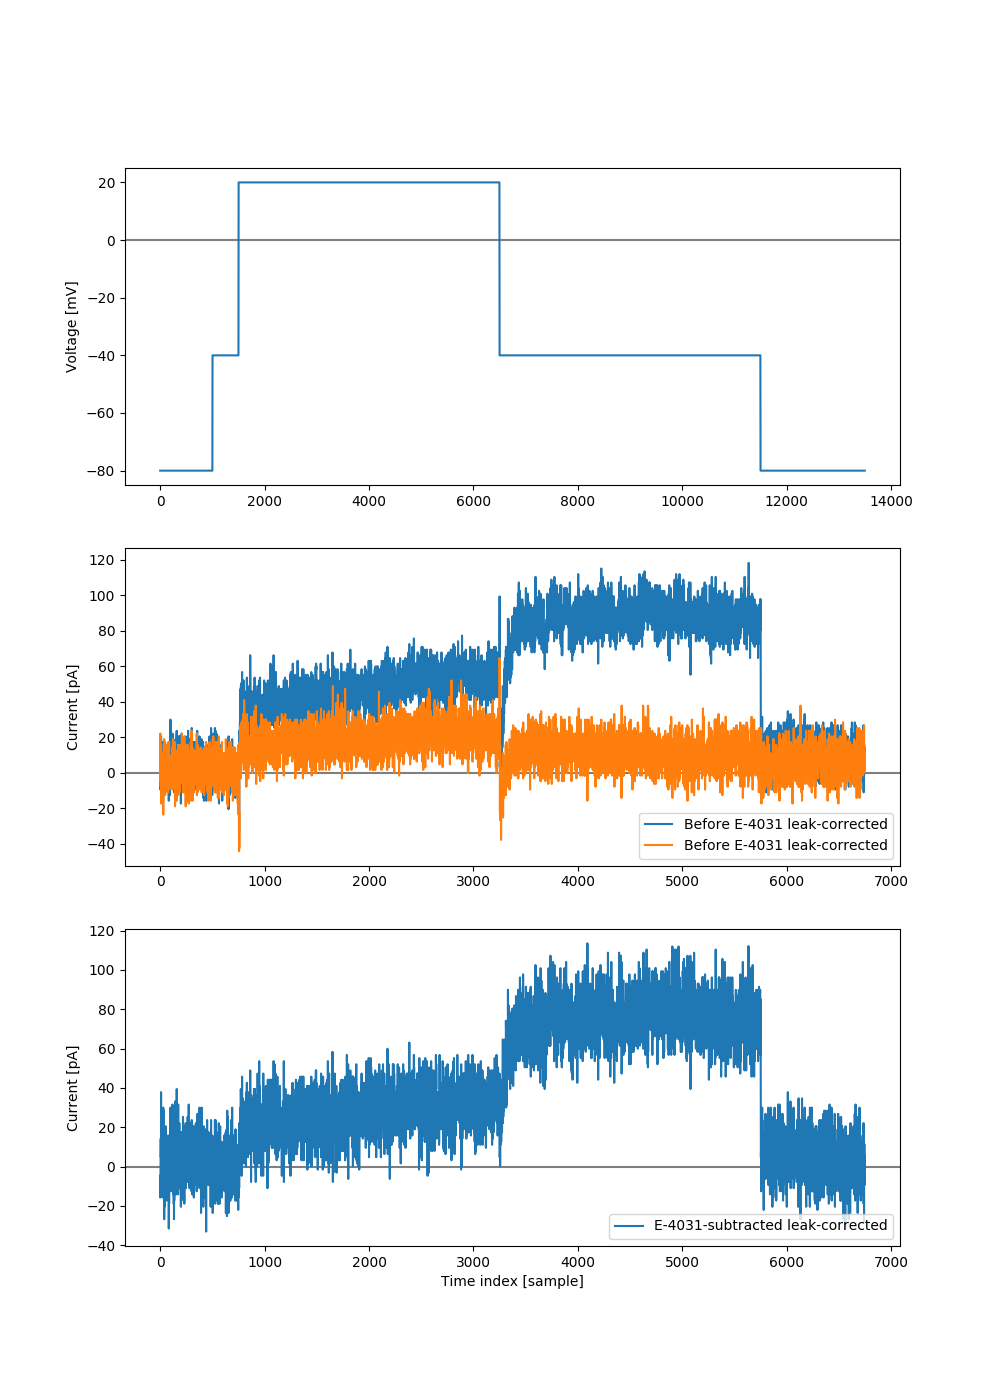 20
0
−20
−40
−60
−80
Voltage [mV]
0 2000 4000 6000 8000 10000 12000 14000
120
100
80
60
40
20
0
−20
−40
Current [pA]
Before E-4031 leak-corrected
Before E-4031 leak-corrected
0 1000 2000 3000 4000 5000 6000 7000
120
100
80
60
40
20
0
−20
−40
Current [pA]
E-4031-subtracted leak-corrected
0 1000 2000 3000 4000 5000 6000 7000
Time index [sample]